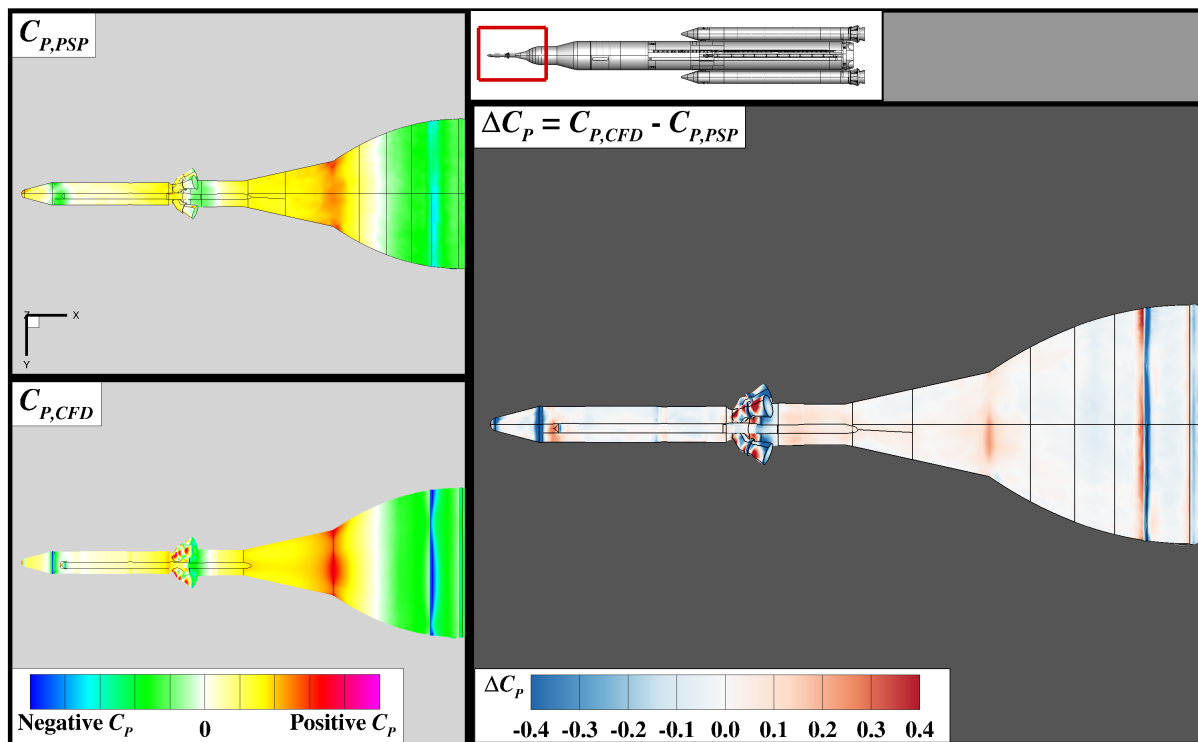 C_P,PSP
Z X
Y
ΔC_P = C_P,CFD - C_P,PSP
C_P,CFD
Negative C_P 0 Positive C_P
ΔC_P
-0.4 -0.3 -0.2 -0.1 0.0 0.1 0.2 0.3 0.4